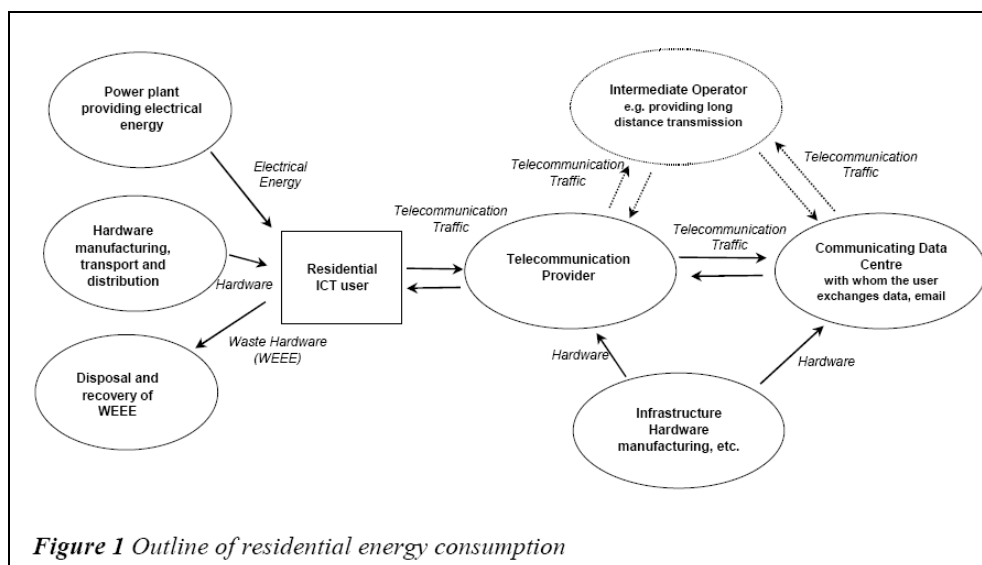 Power plant
providing electrical
energy
Electrical
Energy
Hardware
manufacturing,
transport and
distribution
Hardware
Residential
ICT user
Waste Hardware
(WEEE)
Disposal and
recovery of
WEEE
Telecommunication
Traffic
Telecommunication
Provider
Telecommunication
Traffic
Intermediate Operator
e.g. providing long
distance transmission
Telecommunication
Traffic
Telecommunication
Traffic
Communicating Data
Centre
with whom the user
exchanges data, email
Hardware
Hardware
Infrastructure
Hardware
manufacturing, etc.
Figure 1 Outline of residential energy consumption